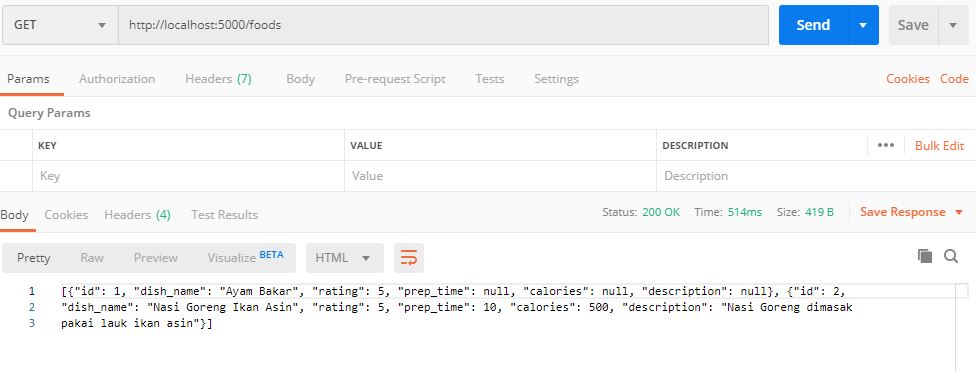 GET http://localhost:5000/foods Send Save
Params Authorization Headers (7) Body Pre-request Script Tests Settings Cookies Code
Query Params
KEY VALUE DESCRIPTION ••• Bulk Edit
Key Value Description
Body Cookies Headers (4) Test Results Status: 200 OK Time: 514ms Size: 419 B Save Response
Pretty Raw Preview Visualize BETA HTML
1 [{"id": 1, "dish_name": "Ayam Bakar", "rating": 5, "prep_time": null, "calories": null, "description": null}, {"id": 2,
2 "dish_name": "Nasi Goreng Ikan Asin", "rating": 5, "prep_time": 10, "calories": 500, "description": "Nasi Goreng dimasak
3 pakai lauk ikan asin"}]